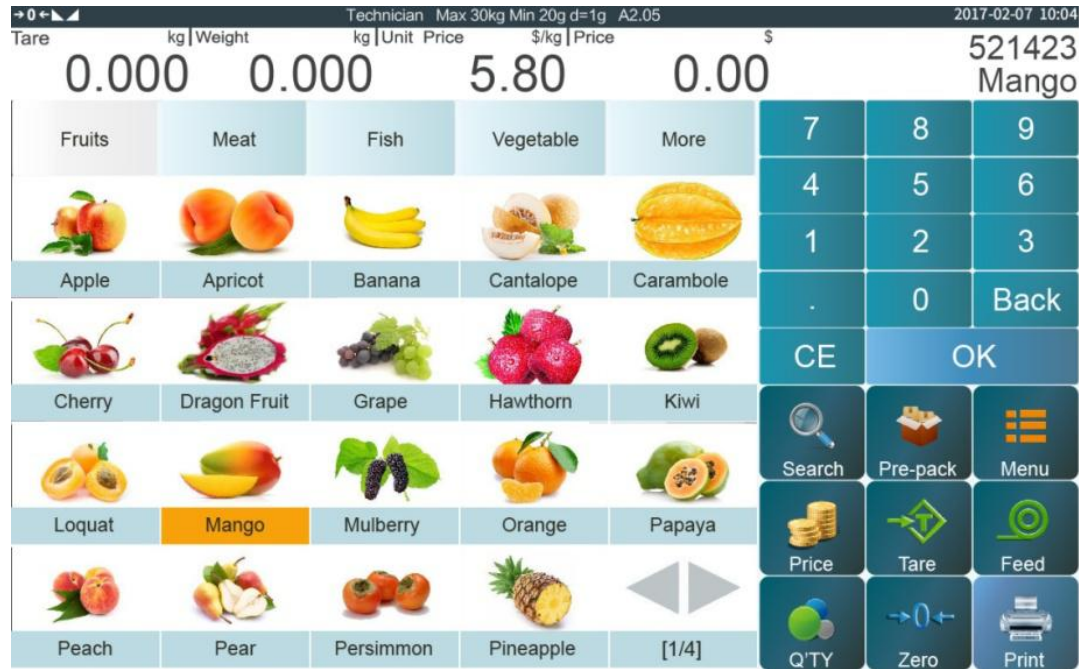 →0← Technician Max 30kg Min 20g d=1g A2.05 2017-02-07 10:04
Tare kg Weight kg Unit Price $/kg Price $
0.000 0.000 5.80 0.00
521423
Mango
Fruits Meat Fish Vegetable More
Apple Apricot Banana Cantalope Carambole
Cherry Dragon Fruit Grape Hawthorn Kiwi
Loquat Mango Mulberry Orange Papaya
Peach Pear Persimmon Pineapple [1/4]
7 8 9
4 5 6
1 2 3
. 0 Back
CE OK
Search Pre-pack Menu
T
Price Tare Feed
→0←
Q'TY Zero Print